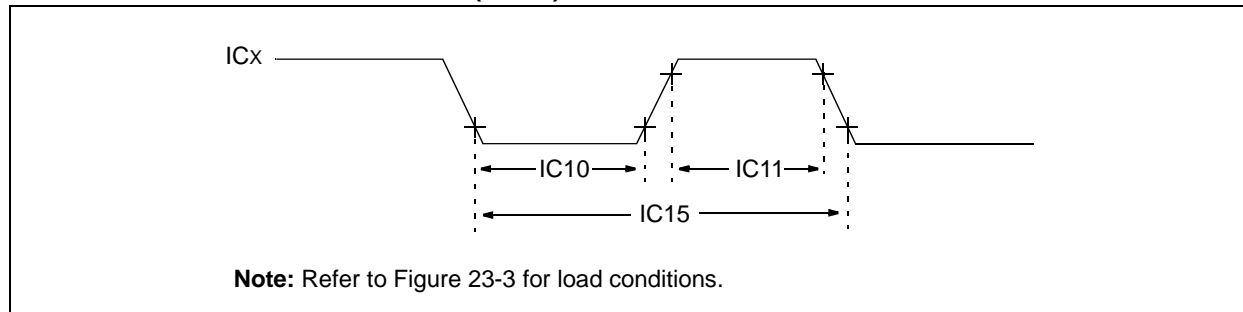 ICX
IC10
IC11
IC15
Note: Refer to Figure 23-3 for load conditions.